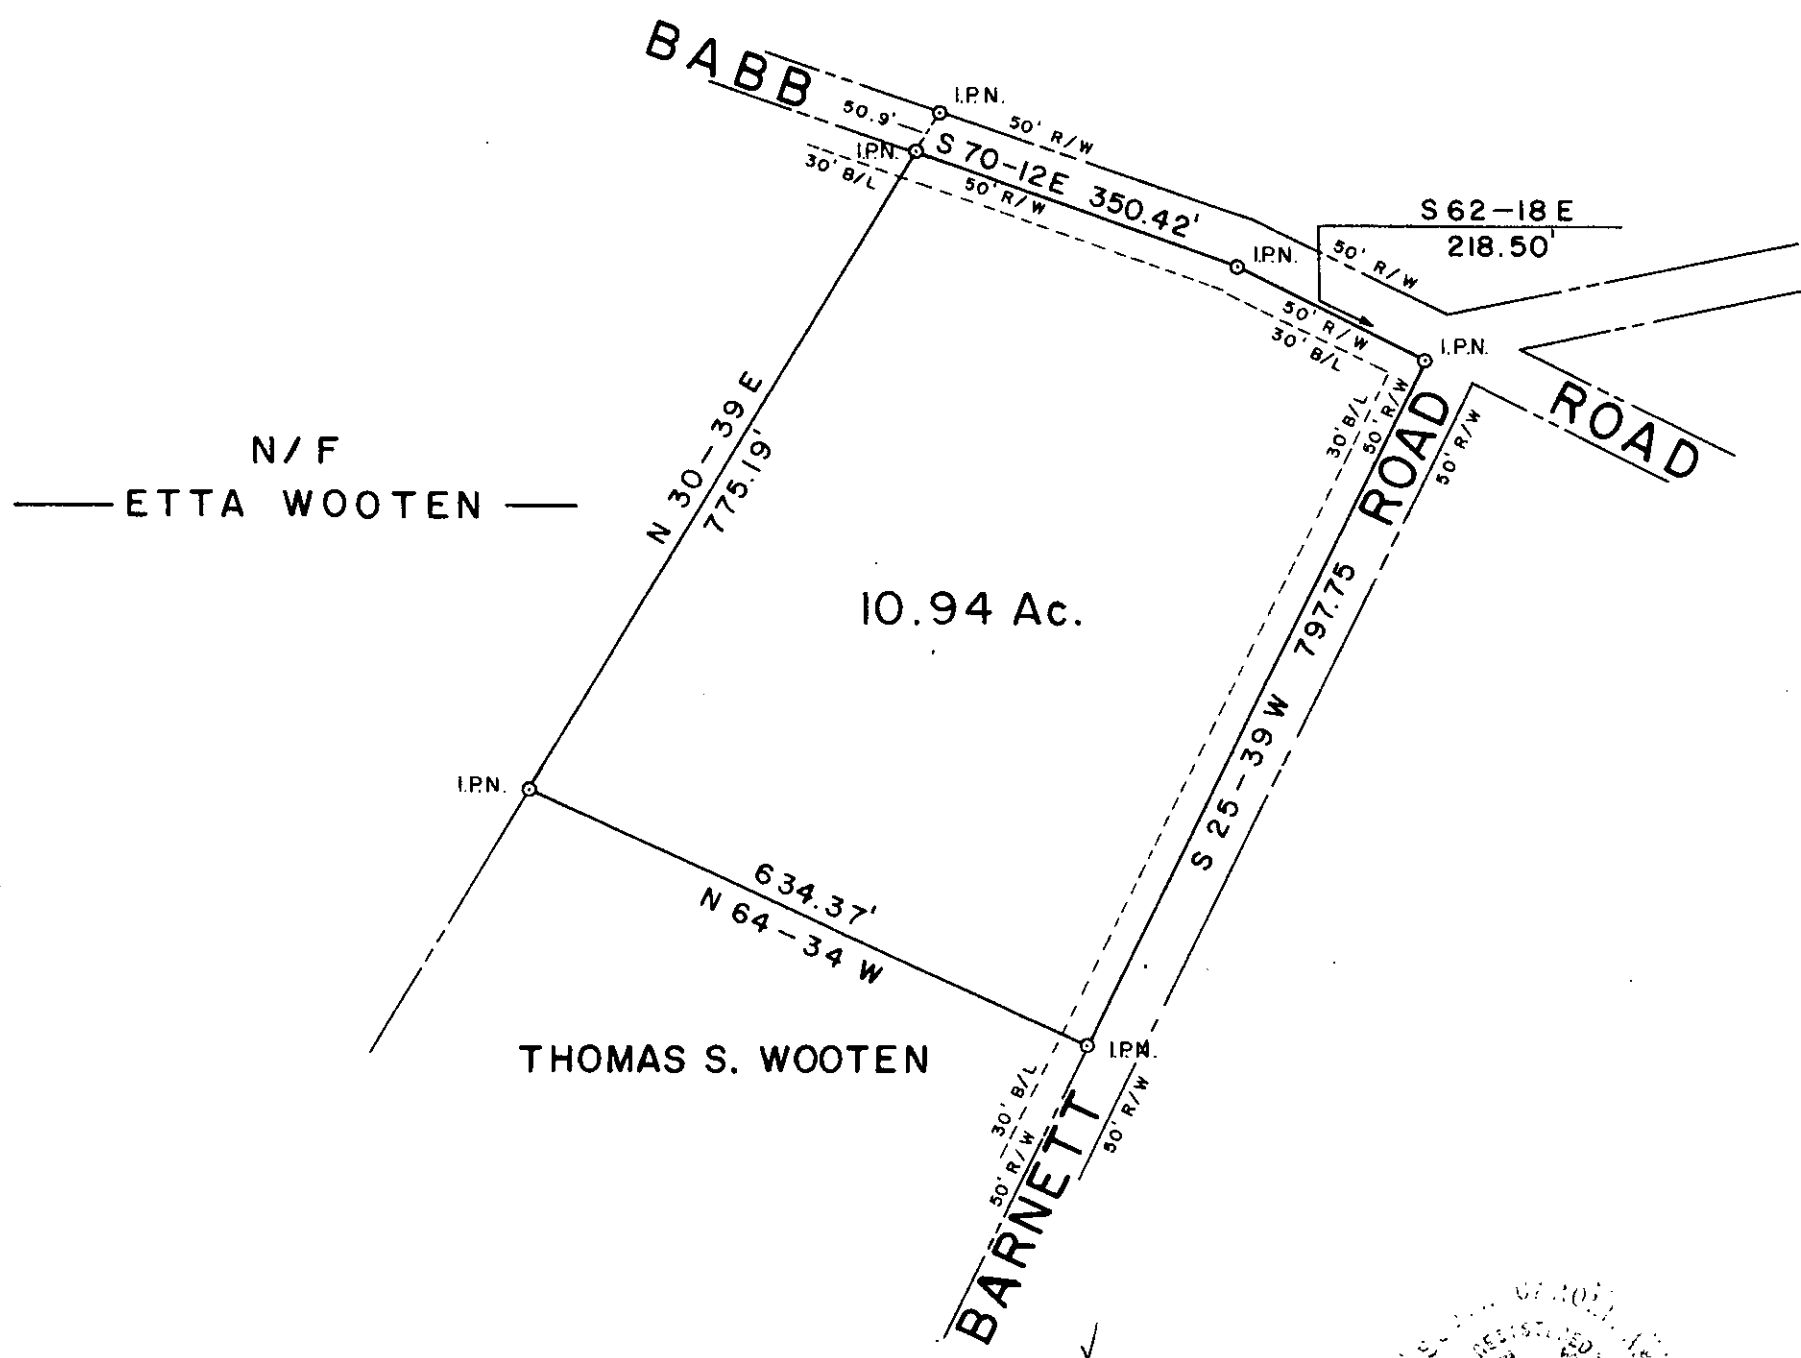 BABB
I.P.N.
50.9'
50' R/W
I.P.N.
S 70-12E 350.42'
30' B/L
50' R/W
S 62-18 E
218.50'
I.P.N.
50' R/W
50' R/W
30' B/L
I.P.N.
ROAD
30' B/L
50' R/W
ROAD
50' R/W
N/F
ETTA WOOTEN
N 30-39 E
775.19'
10.94 Ac.
S 25-39 W 797.75
I.P.N.
634.37'
N 64-34 W
THOMAS S. WOOTEN
I.P.N.
30' B/L
50' R/W
50' R/W
BARNETT